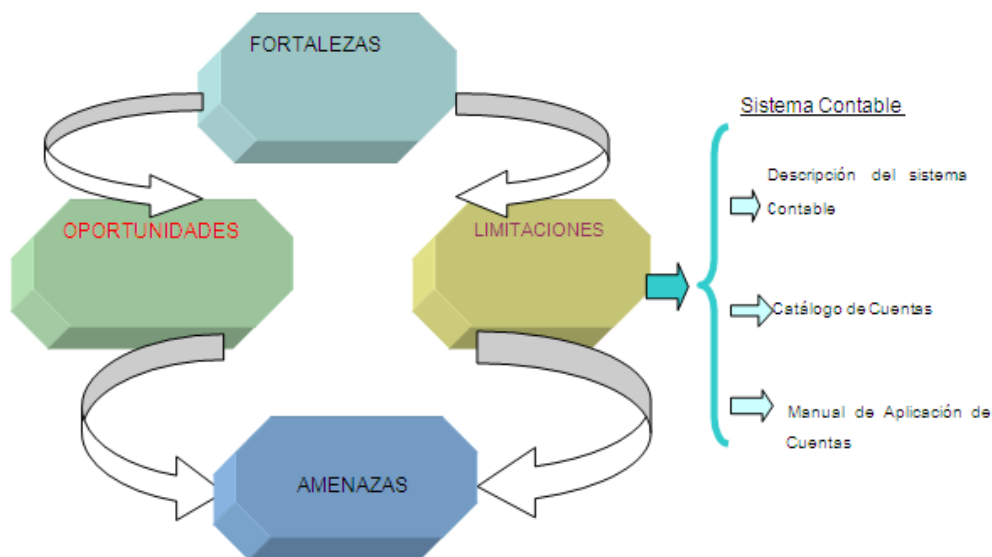 FORTALEZAS
OPORTUNIDADES
LIMITACIONES
AMENAZAS
Sistema Contable
Descripción del sistema
Contable
Catálogo de Cuentas
Manual de Aplicación de
Cuentas